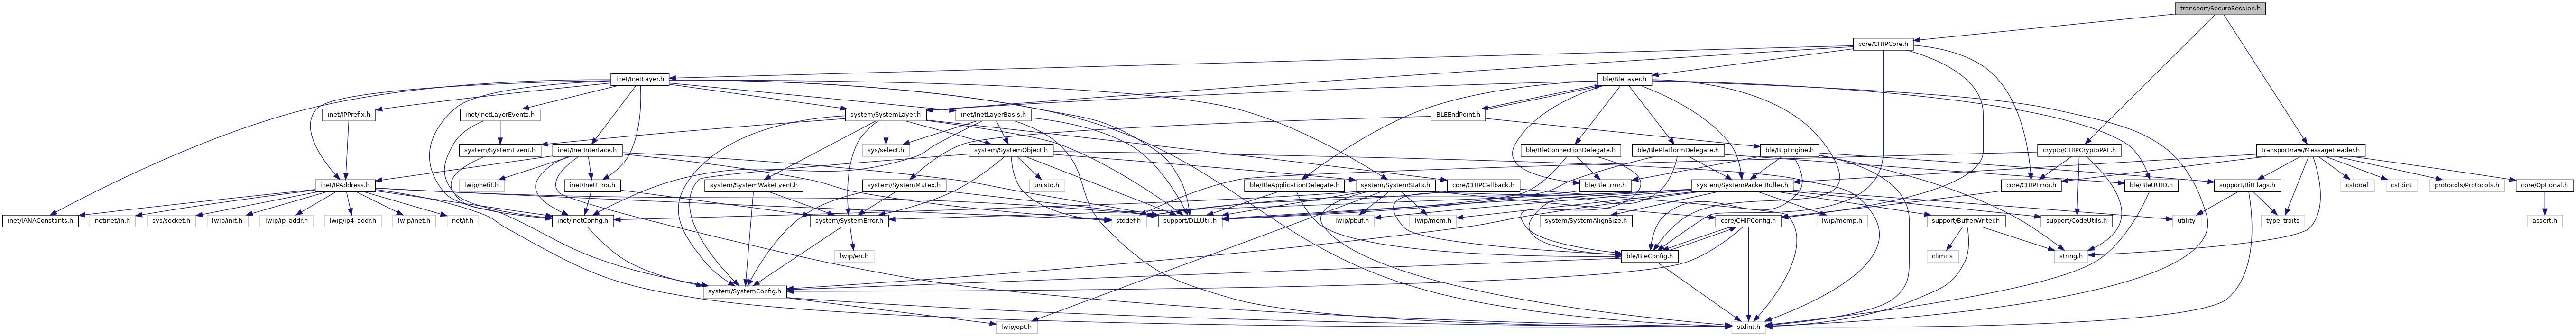 transport/SecureSession.h
core/CHIPCore.h
inet/InetLayer.h
ble/BleLayer.h
inet/IPPrefix.h
inet/InetLayerEvents.h
system/SystemLayer.h
inet/InetLayerBasis.h
BLEEndPoint.h
system/SystemEvent.h
inet/InetInterface.h
sys/select.h
system/SystemObject.h
ble/BleConnectionDelegate.h
ble/BlePlatformDelegate.h
ble/BtpEngine.h
crypto/CHIPCryptoPAL.h
transport/raw/MessageHeader.h
inet/IPAddress.h
lwip/netif.h
inet/InetError.h
system/SystemWakeEvent.h
system/SystemMutex.h
unistd.h
ble/BleApplicationDelegate.h
system/SystemStats.h
core/CHIPCallback.h
ble/BleError.h
system/SystemPacketBuffer.h
core/CHIPError.h
ble/BleUUID.h
support/BitFlags.h
cstddef
cstdint
protocols/Protocols.h
core/Optional.h
inet/IANAConstants.h
netinet/in.h
sys/socket.h
lwip/init.h
lwip/ip_addr.h
lwip/ip4_addr.h
lwip/inet.h
net/if.h
inet/InetConfig.h
system/SystemError.h
stddef.h
support/DLLUtil.h
lwip/pbuf.h
lwip/mem.h
system/SystemAlignSize.h
core/CHIPConfig.h
lwip/memp.h
support/BufferWriter.h
support/CodeUtils.h
utility
type_traits
assert.h
lwip/err.h
ble/BleConfig.h
climits
string.h
system/SystemConfig.h
lwip/opt.h
stdint.h